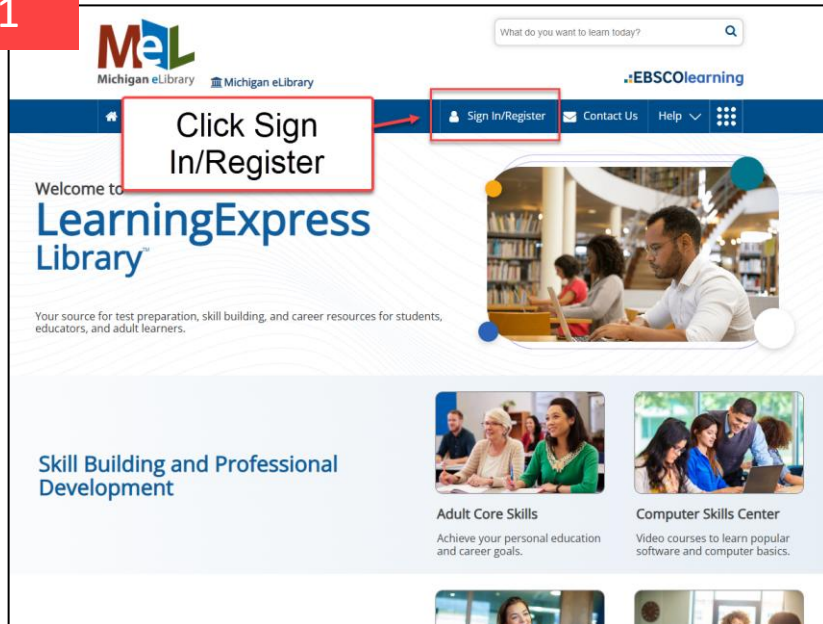 1
MeL
Michigan eLibrary
Michigan eLibrary
What do you want to learn today?
EBSCOlearning
Click Sign
In/Register
Sign In/Register
Contact Us
Help
Welcome to
LearningExpress
Library™
Your source for test preparation, skill building, and career resources for students,
educators, and adult learners.
Skill Building and Professional
Development
Adult Core Skills
Achieve your personal education
and career goals.
Computer Skills Center
Video courses to learn popular
software and computer basics.